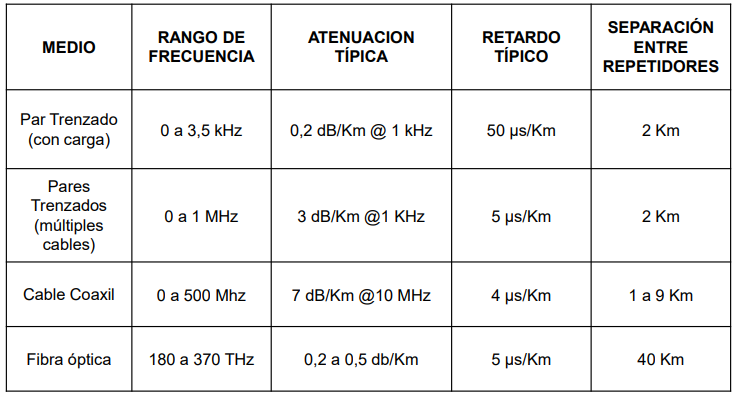 MEDIO
RANGO DE
FRECUENCIA
ATENUACION
TÍPICA
RETARDO
TÍPICO
SEPARACIÓN
ENTRE
REPETIDORES
Par Trenzado
(con carga)
0 a 3,5 kHz
0,2 dB/Km @ 1 kHz
50 µs/Km
2 Km
Pares
Trenzados
(múltiples
cables)
0 a 1 MHz
3 dB/Km @1 KHz
5 µs/Km
2 Km
Cable Coaxil
0 a 500 Mhz
7 dB/Km @10 MHz
4 µs/Km
1 a 9 Km
Fibra óptica
180 a 370 THz
0,2 a 0,5 db/Km
5 µs/Km
40 Km